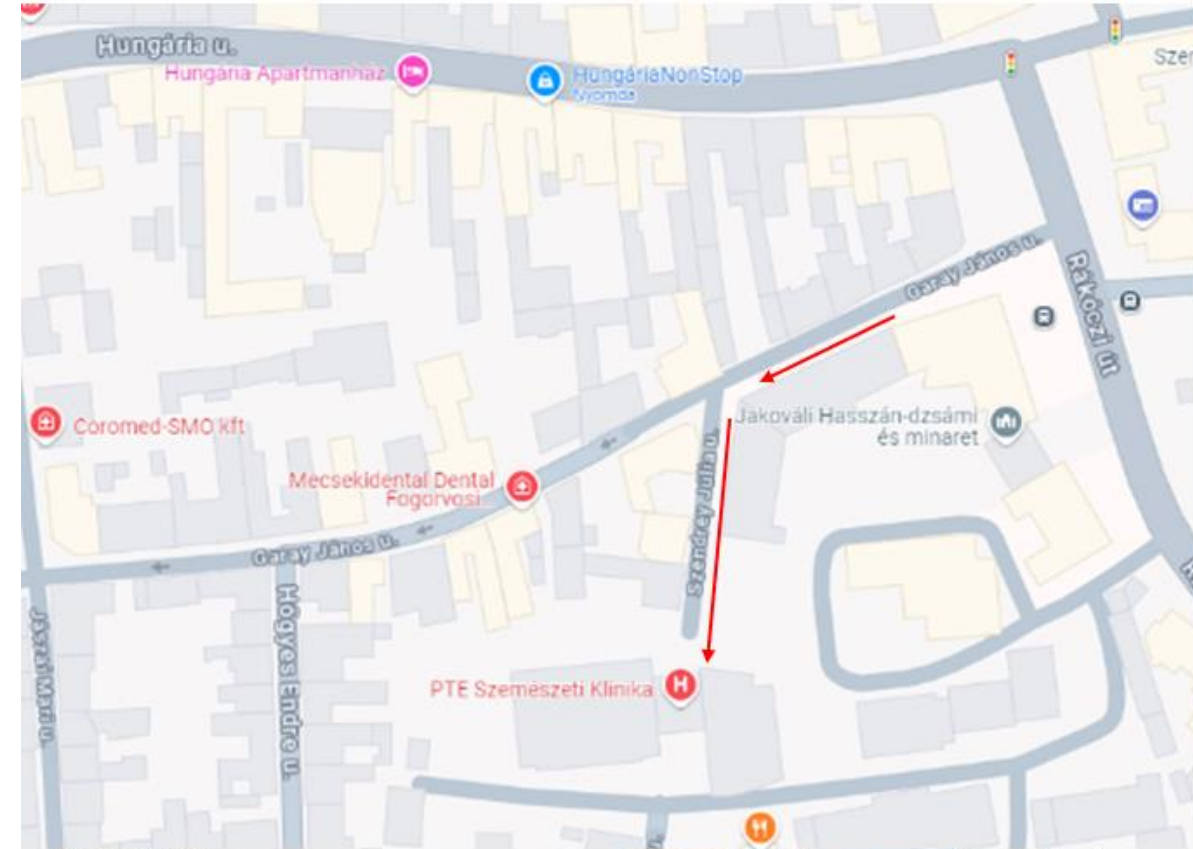 Hungária u.
Hungária Apartmanház
HungáriaNonStop
Nyomda
Garay János u.
Rákóczi út
Jakováli Hasszán-dzsámi
és minaret
Coromed-SMO kft
Szendrey Júlia u.
Mecsekidental Dental
Fogorvosi...
Garay János u.
Hőgyes Endre u.
Jászai Mari u.
PTE Szemészeti Klinika
H